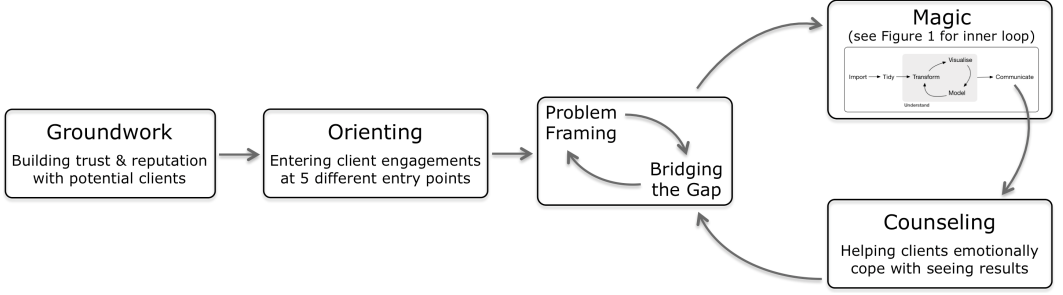 Groundwork
Building trust & reputation
with potential clients
Orienting
Entering client engagements
at 5 different entry points
Problem
Framing
Bridging
the Gap
Magic
(see Figure 1 for inner loop)
Import
Tidy
Transform
Visualise
Model
Communicate
Understand
Counseling
Helping clients emotionally
cope with seeing results